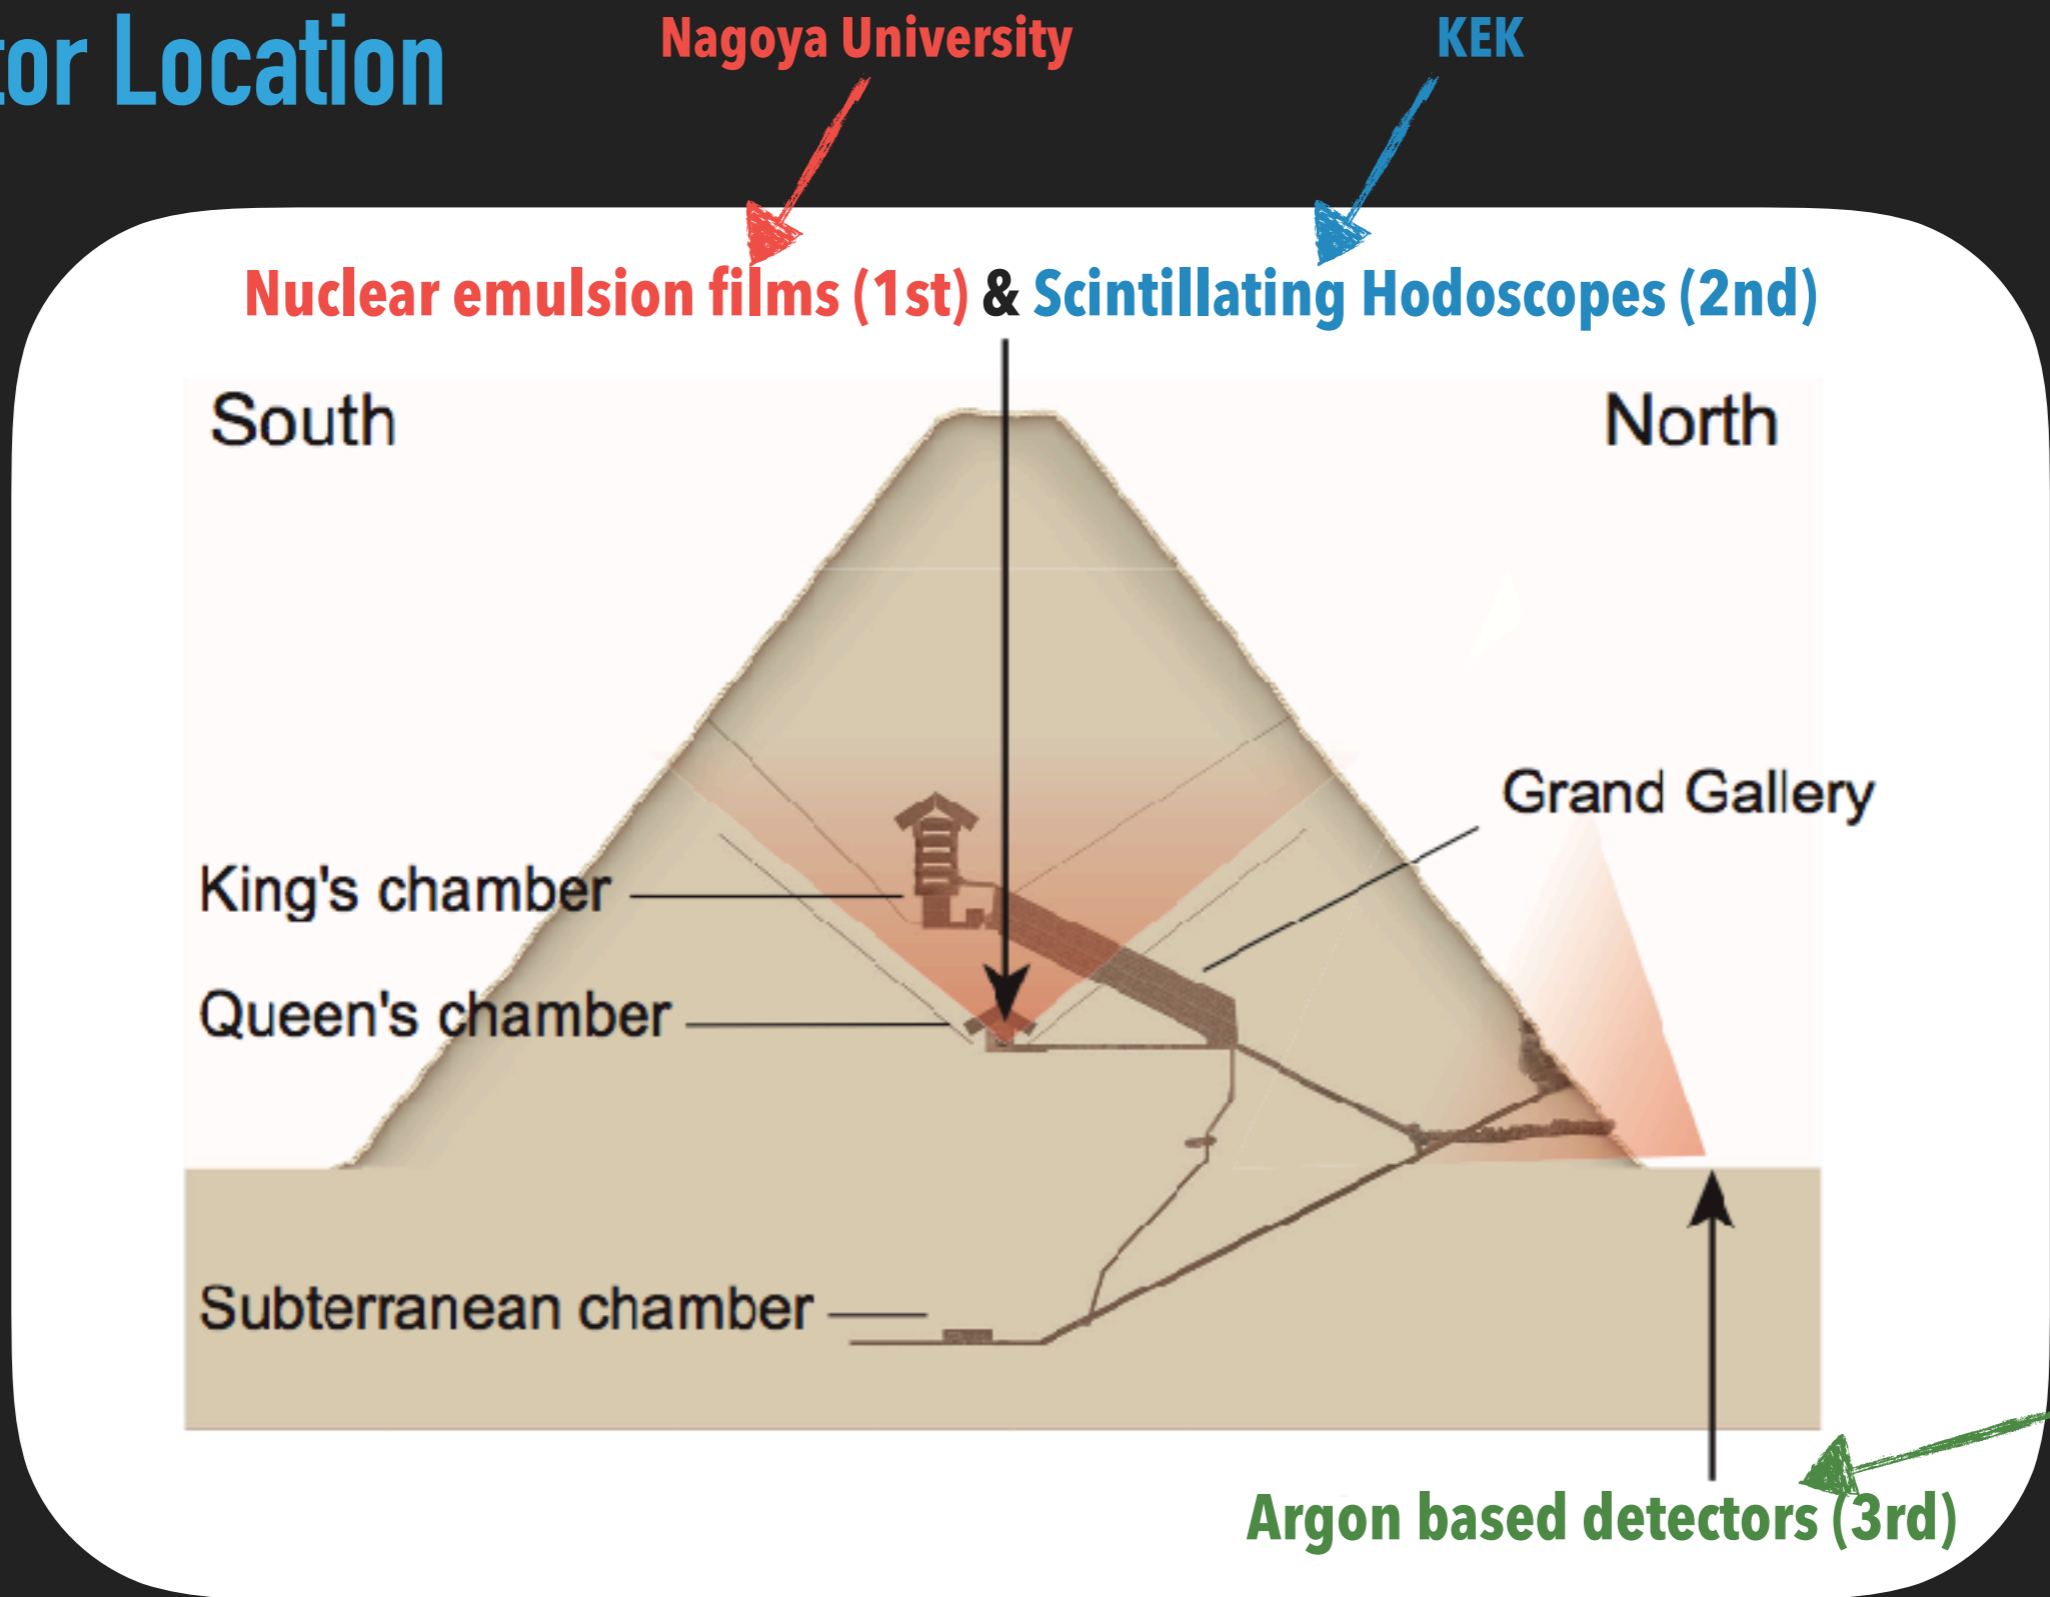 tor Location
Nagoya University
KEK
Nuclear emulsion films (1st) & Scintillating Hodoscopes (2nd)
South
North
Grand Gallery
King's chamber
Queen's chamber
Subterranean chamber
Argon based detectors (3rd)